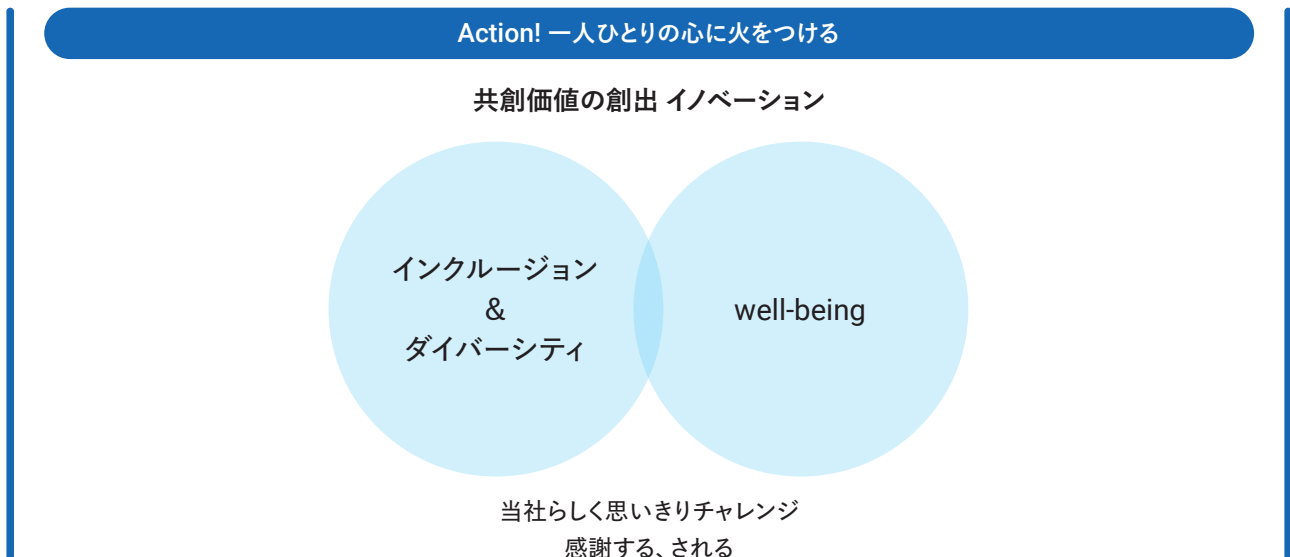 Action! 一人ひとりの心に火をつける
共創価値の創出 イノベーション
インクルージョン
&
ダイバーシティ
well-being
当社らしく思いきりチャレンジ
感謝する、される